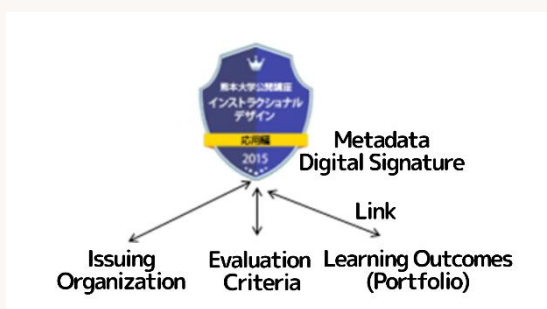 熊本大学公開講座
インストラクショナル
デザイン
応用編
2015
Metadata
Digital Signature
Link
Issuing
Organization
Evaluation
Criteria
Learning Outcomes
(Portfolio)